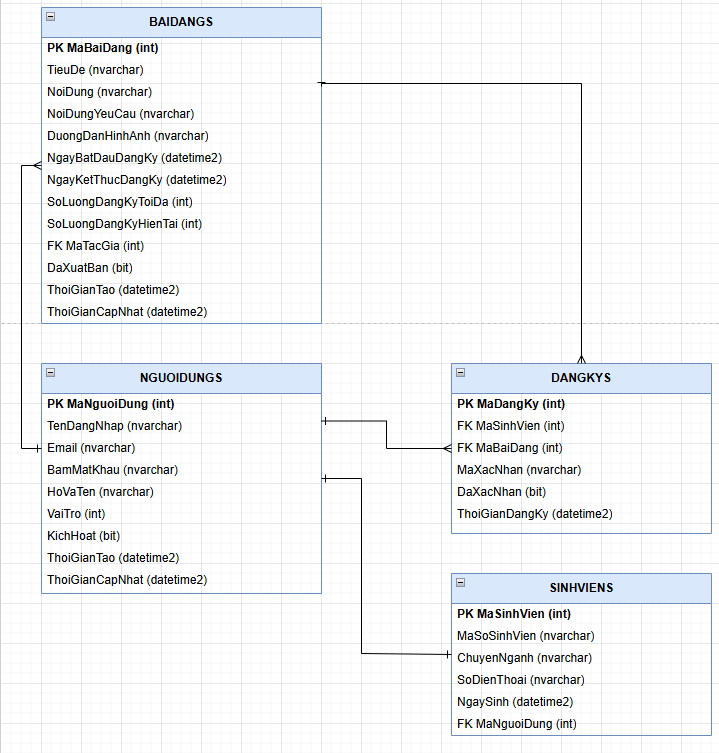 BAIDANGS
PK MaBaiDang (int)
TieuDe (nvarchar)
NoiDung (nvarchar)
NoiDungYeuCau (nvarchar)
DuongDanHinhAnh (nvarchar)
NgayBatDauDangKy (datetime2)
NgayKetThucDangKy (datetime2)
SoLuongDangKyToiDa (int)
SoLuongDangKyHienTai (int)
FK MaTacGia (int)
DaXuatBan (bit)
ThoiGianTao (datetime2)
ThoiGianCapNhat (datetime2)
NGUOIDUNGS
PK MaNguoiDung (int)
TenDangNhap (nvarchar)
Email (nvarchar)
BamMatKhau (nvarchar)
HoVaTen (nvarchar)
VaiTro (int)
KichHoat (bit)
ThoiGianTao (datetime2)
ThoiGianCapNhat (datetime2)
DANGKYS
PK MaDangKy (int)
FK MaSinhVien (int)
FK MaBaiDang (int)
MaXacNhan (nvarchar)
DaXacNhan (bit)
ThoiGianDangKy (datetime2)
SINHVIENS
PK MaSinhVien (int)
MaSoSinhVien (nvarchar)
ChuyenNganh (nvarchar)
SoDienThoai (nvarchar)
NgaySinh (datetime2)
FK MaNguoiDung (int)